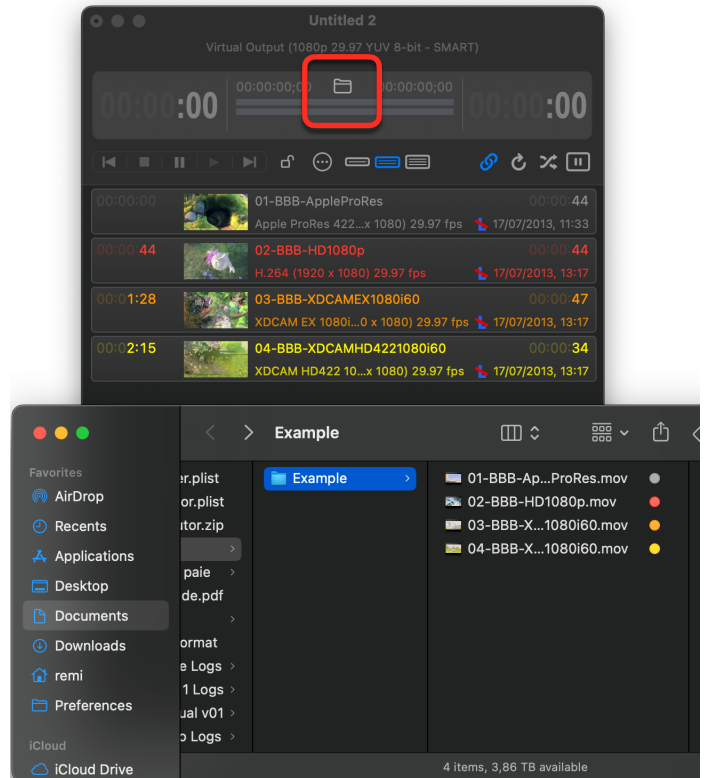 Untitled 2
Virtual Output (1080p 29.97 YUV 8-bit - SMART)
00:00:00;00 00:00:00;00
00:00:00 00:00:00
00:00:00 01-BBB-AppleProRes 00:00:44
Apple ProRes 422...x 1080) 29.97 fps 17/07/2013, 11:33
00:00:44 02-BBB-HD1080p 00:00:44
H.264 (1920 x 1080) 29.97 fps 17/07/2013, 13:17
00:01:28 03-BBB-XDCAMEX1080i60 00:00:47
XDCAM EX 1080i...0 x 1080) 29.97 fps 17/07/2013, 13:17
00:02:15 04-BBB-XDCAMHD4221080i60 00:00:34
XDCAM HD422 10...x 1080) 29.97 fps 17/07/2013, 13:17
Example
Favorites
AirDrop
Recents
Applications
Desktop
Documents
Downloads
remi
Preferences
iCloud
iCloud Drive
er.plist
or.plist
utor.zip
paie
de.pdf
ormat
e Logs
1 Logs
ual v01
Logs
Example
01-BBB-Ap...ProRes.mov
02-BBB-HD1080p.mov
03-BBB-X...1080i60.mov
04-BBB-X...1080i60.mov
4 items, 3,86 TB available